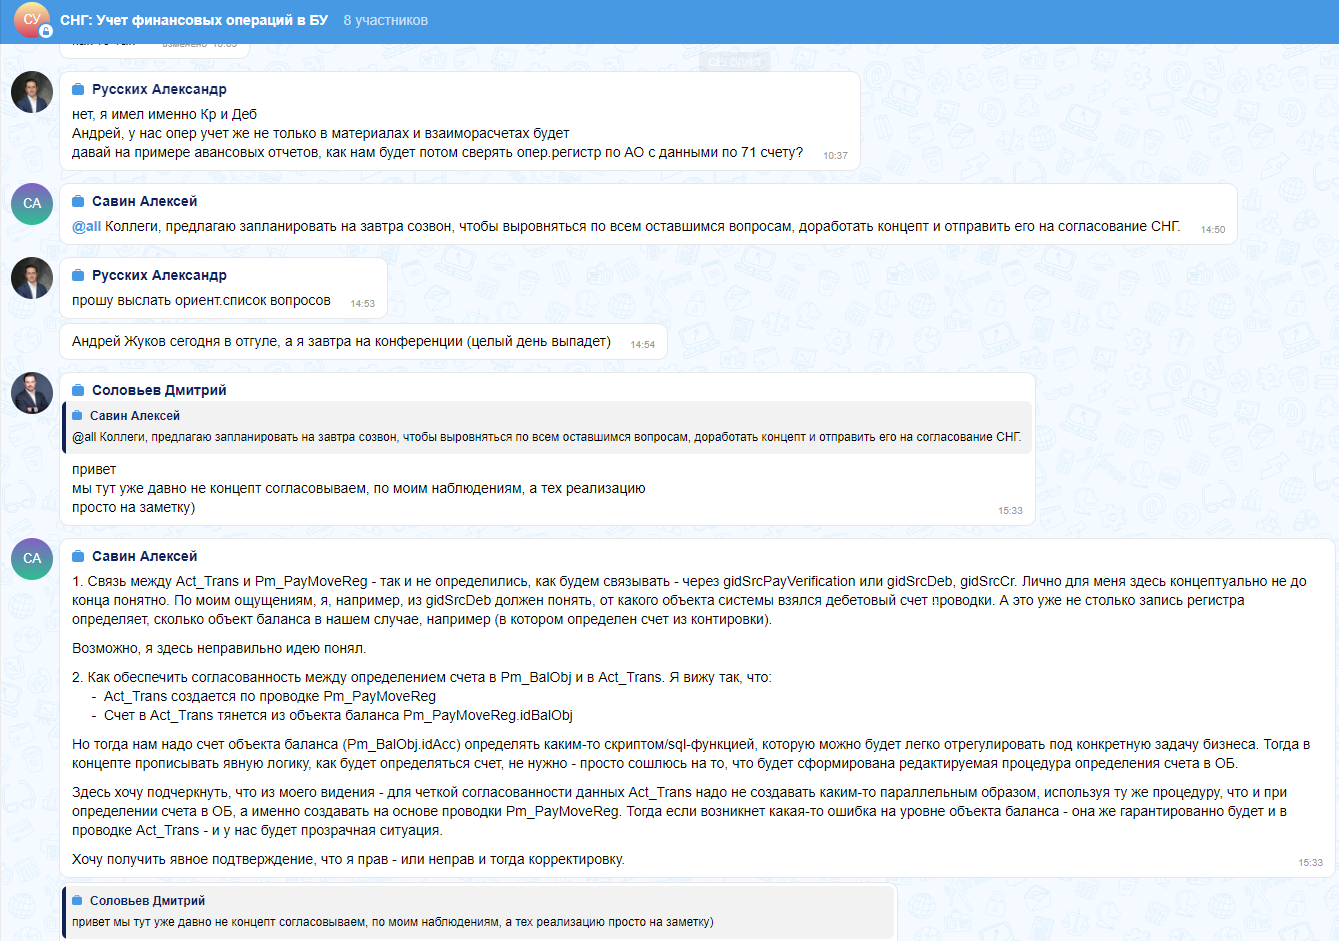 СУ
СНГ: Учет финансовых операций в БУ 8 участников
изменено 10:05
СЕГОДНЯ
Русских Александр
нет, я имел именно Кр и Деб
Андрей, у нас опер учет же не только в материалах и взаиморасчетах будет
давай на примере авансовых отчетов, как нам будет потом сверять опер.регистр по АО с данными по 71 счету? 10:37
СА
Савин Алексей
@all Коллеги, предлагаю запланировать на завтра созвон, чтобы выровняться по всем оставшимся вопросам, доработать концепт и отправить его на согласование СНГ. 14:50
Русских Александр
прошу выслать ориент.список вопросов 14:53
Андрей Жуков сегодня в отгуле, а я завтра на конференции (целый день выпадет) 14:54
Соловьев Дмитрий
Савин Алексей
@all Коллеги, предлагаю запланировать на завтра созвон, чтобы выровняться по всем оставшимся вопросам, доработать концепт и отправить его на согласование СНГ.
привет
мы тут уже давно не концепт согласовываем, по моим наблюдениям, а тех реализацию
просто на заметку) 15:33
СА
Савин Алексей
1. Связь между Act_Trans и Pm_PayMoveReg - так и не определились, как будем связывать - через gidSrcPayVerification или gidSrcDeb, gidSrcCr. Лично для меня здесь концептуально не до
конца понятно. По моим ощущениям, я, например, из gidSrcDeb должен понять, от какого объекта системы взялся дебетовый счет проводки. А это уже не столько запись регистра
определяет, сколько объект баланса в нашем случае, например (в котором определен счет из контировки).
Возможно, я здесь неправильно идею понял.
2. Как обеспечить согласованность между определением счета в Pm_BalObj и в Act_Trans. Я вижу так, что:
- Act_Trans создается по проводке Pm_PayMoveReg
- Счет в Act_Trans тянется из объекта баланса Pm_PayMoveReg.idBalObj
Но тогда нам надо счет объекта баланса (Pm_BalObj.idAcc) определять каким-то скриптом/sql-функцией, которую можно будет легко отрегулировать под конкретную задачу бизнеса. Тогда в
концепте прописывать явную логику, как будет определяться счет, не нужно - просто сошлюсь на то, что будет сформирована редактируемая процедура определения счета в ОБ.
Здесь хочу подчеркнуть, что из моего видения - для четкой согласованности данных Act_Trans надо не создавать каким-то параллельным образом, используя ту же процедуру, что и при
определении счета в ОБ, а именно создавать на основе проводки Pm_PayMoveReg. Тогда если возникнет какая-то ошибка на уровне объекта баланса - она же гарантированно будет и в
проводке Act_Trans - и у нас будет прозрачная ситуация.
Хочу получить явное подтверждение, что я прав - или неправ и тогда корректировку. 15:33
Соловьев Дмитрий
привет мы тут уже давно не концепт согласовываем, по моим наблюдениям, а тех реализацию просто на заметку)